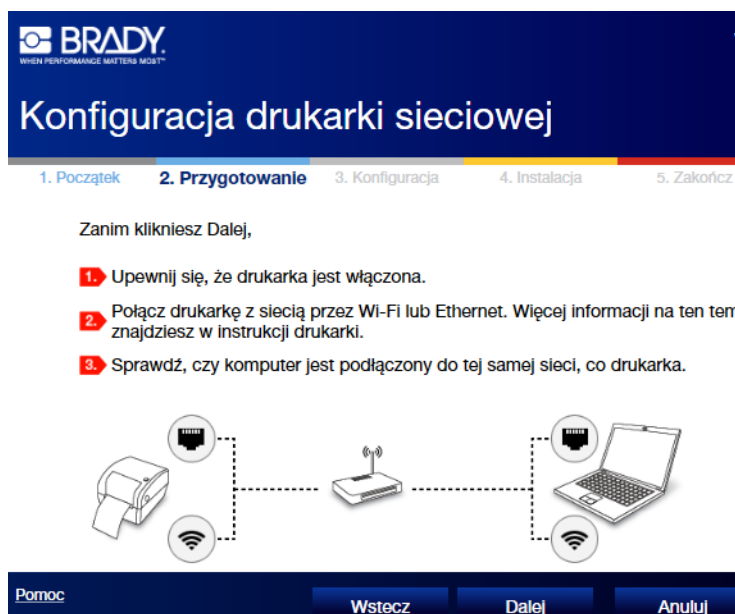 BRADY.
WHEN PERFORMANCE MATTERS MOST™
Konfiguracja drukarki sieciowej
1. Początek 2. Przygotowanie 3. Konfiguracja 4. Instalacja 5. Zakończ
Zanim klikniesz Dalej,
1. Upewnij się, że drukarka jest włączona.
2. Połącz drukarkę z siecią przez Wi-Fi lub Ethernet. Więcej informacji na ten
znajdziesz w instrukcji drukarki.
3. Sprawdź, czy komputer jest podłączony do tej samej sieci, co drukarka.
Pomoc
Wstecz Dalej Anuluj